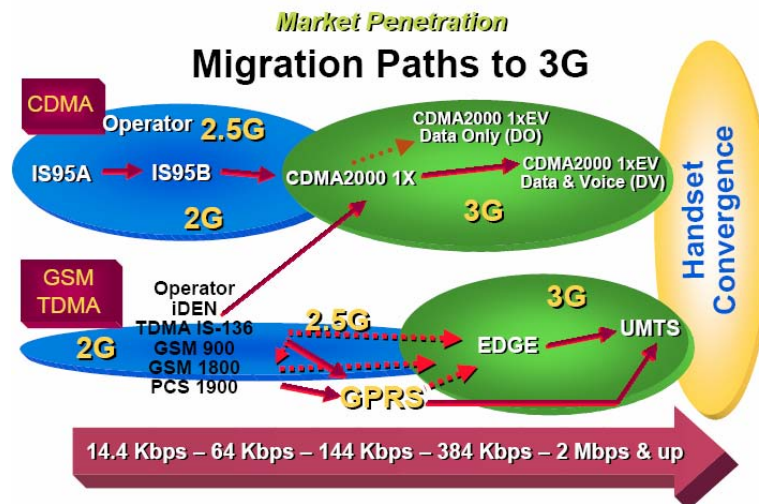 Market Penetration
Migration Paths to 3G
CDMA
Operator 2.5G
IS95A
IS95B
2G
CDMA2000 1xEV
Data Only (DO)
CDMA2000 1X
CDMA2000 1xEV
Data & Voice (DV)
3G
Handset
Convergence
GSM
TDMA
2G
Operator
iDEN
TDMA IS-136
GSM 900
GSM 1800
PCS 1900
2.5G
GPRS
3G
EDGE
UMTS
14.4 Kbps – 64 Kbps – 144 Kbps – 384 Kbps – 2 Mbps & up